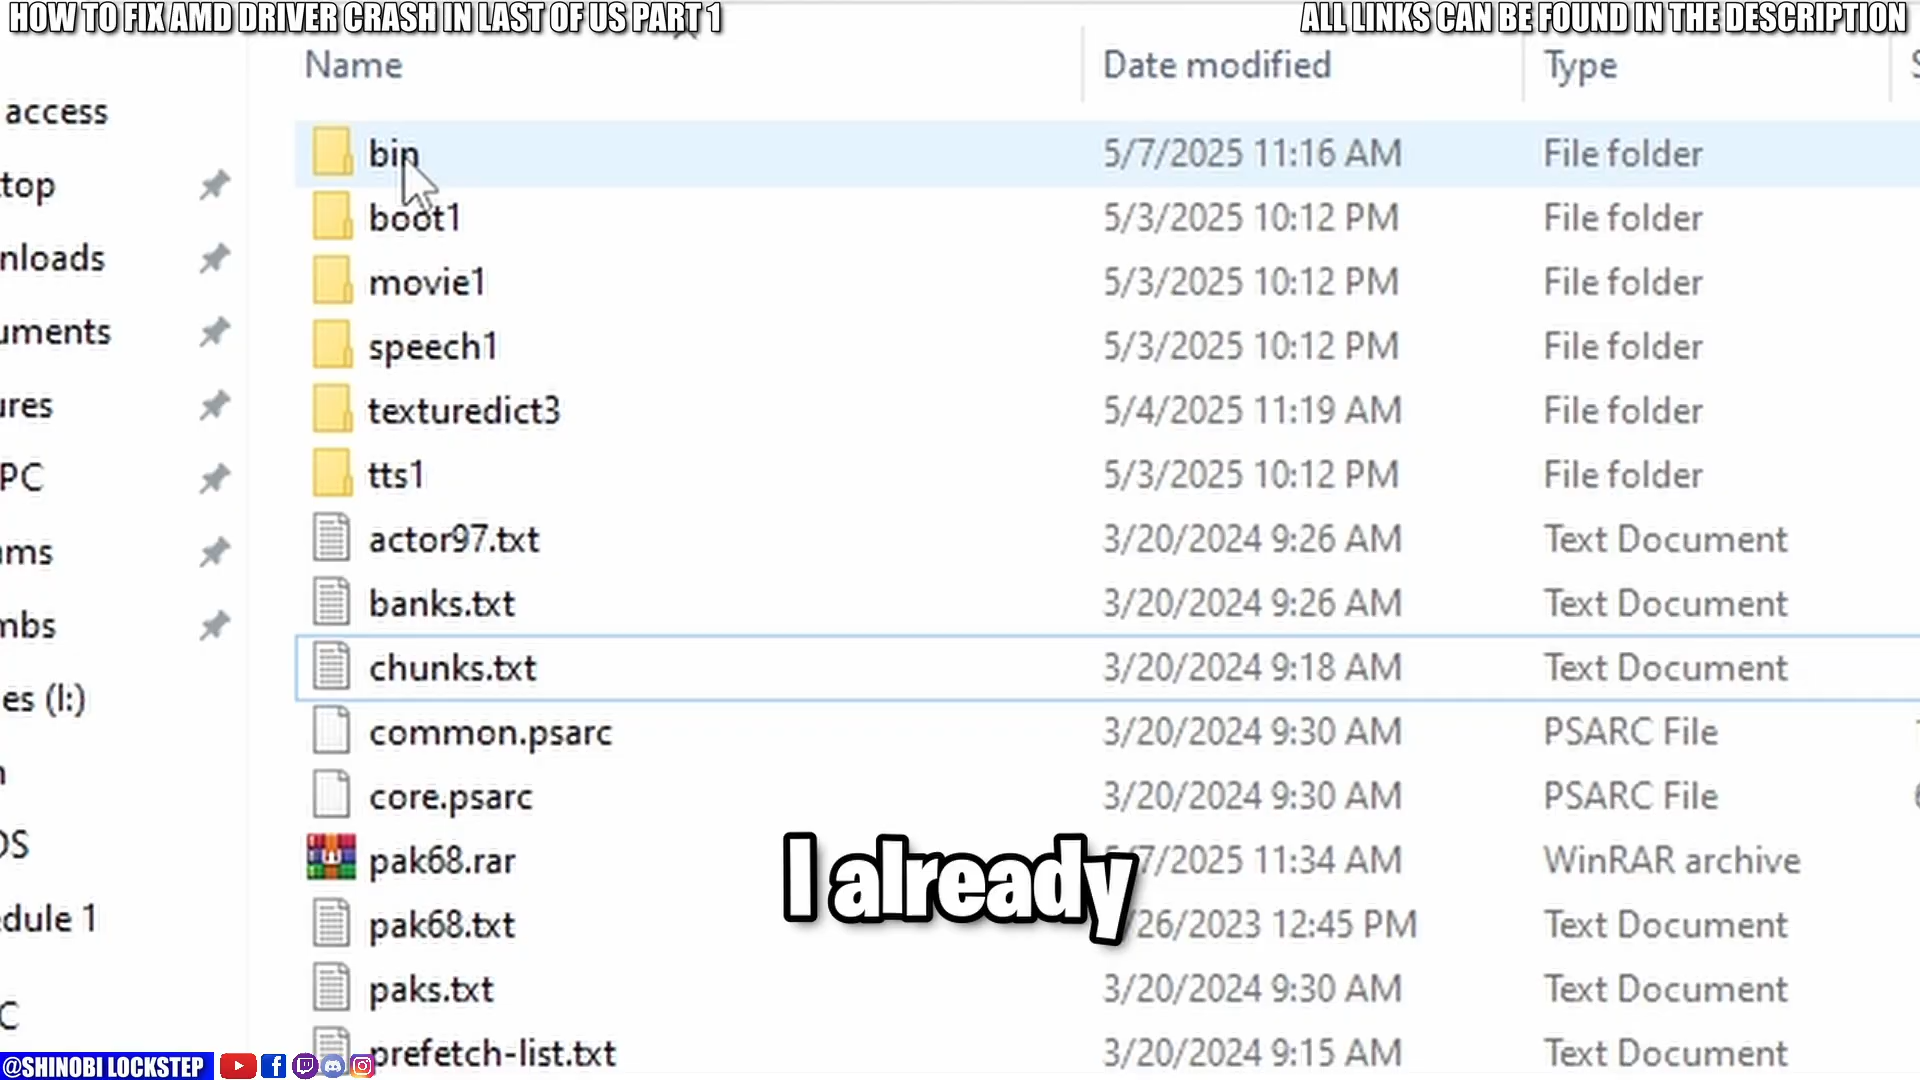 HOW TO FIX AMD DRIVER CRASH IN LAST OF US PART 1
ALL LINKS CAN BE FOUND IN THE DESCRIPTION
Name Date modified Type
access
top
nloads
uments
ures
PC
ms
mbs
es (I:)
OS
edule 1
C
bin 5/7/2025 11:16 AM File folder
boot1 5/3/2025 10:12 PM File folder
movie1 5/3/2025 10:12 PM File folder
speech1 5/3/2025 10:12 PM File folder
texturedict3 5/4/2025 11:19 AM File folder
tts1 5/3/2025 10:12 PM File folder
actor97.txt 3/20/2024 9:26 AM Text Document
banks.txt 3/20/2024 9:26 AM Text Document
chunks.txt 3/20/2024 9:18 AM Text Document
common.psarc 3/20/2024 9:30 AM PSARC File
core.psarc 3/20/2024 9:30 AM PSARC File
pak68.rar /7/2025 11:34 AM WinRAR archive
I already
pak68.txt /26/2023 12:45 PM Text Document
paks.txt 3/20/2024 9:30 AM Text Document
prefetch-list.txt 3/20/2024 9:15 AM Text Document
@SHINOBI LOCKSTEP